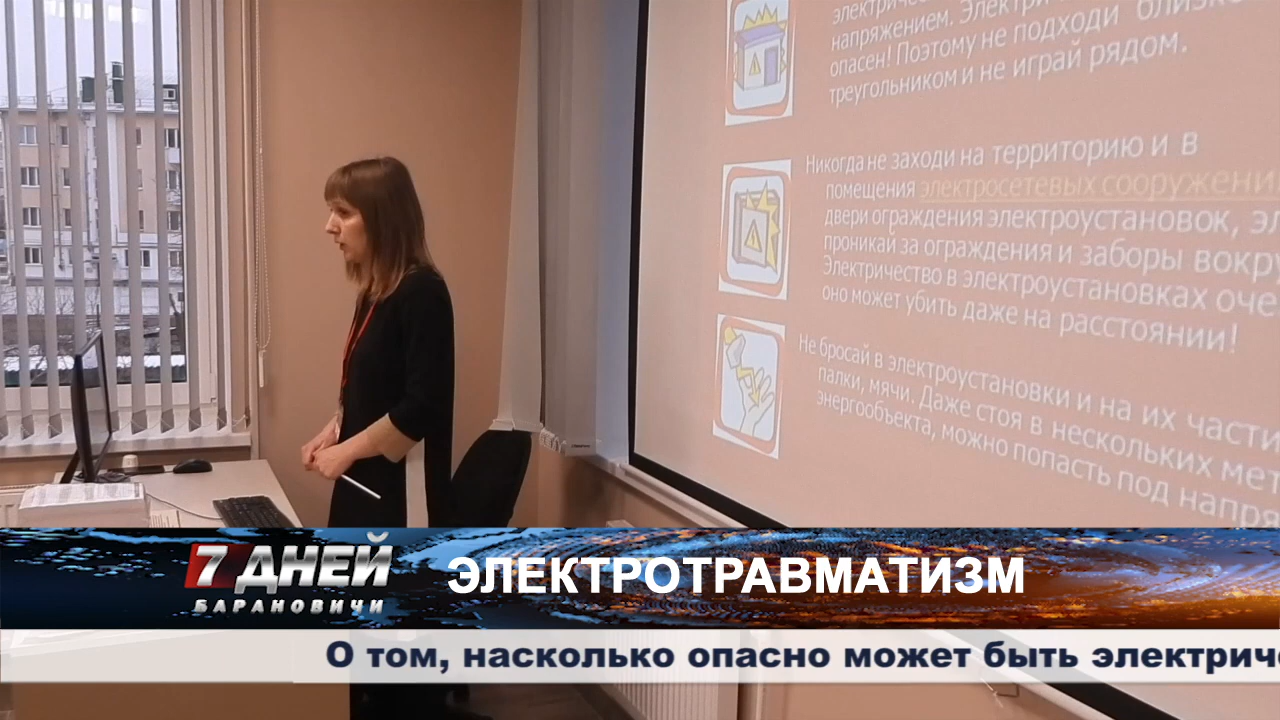 электрическ
напряжением. Электри
опасен! Поэтому не подходи близко
треугольником и не играй рядом.
Никогда не заходи на территорию и в
помещения электросетевых сооружени
двери ограждения электроустановок, эл
проникай за ограждения и заборы вокру
Электричество в электроустановках оче
оно может убить даже на расстоянии!
Не бросай в электроустановки и на их части
палки, мячи. Даже стоя в нескольких мет
энергообъекта, можно попасть под напря
7 ДНЕЙ
БАРАНОВИЧИ
ЭЛЕКТРОТРАВМАТИЗМ
О том, насколько опасно может быть электриче